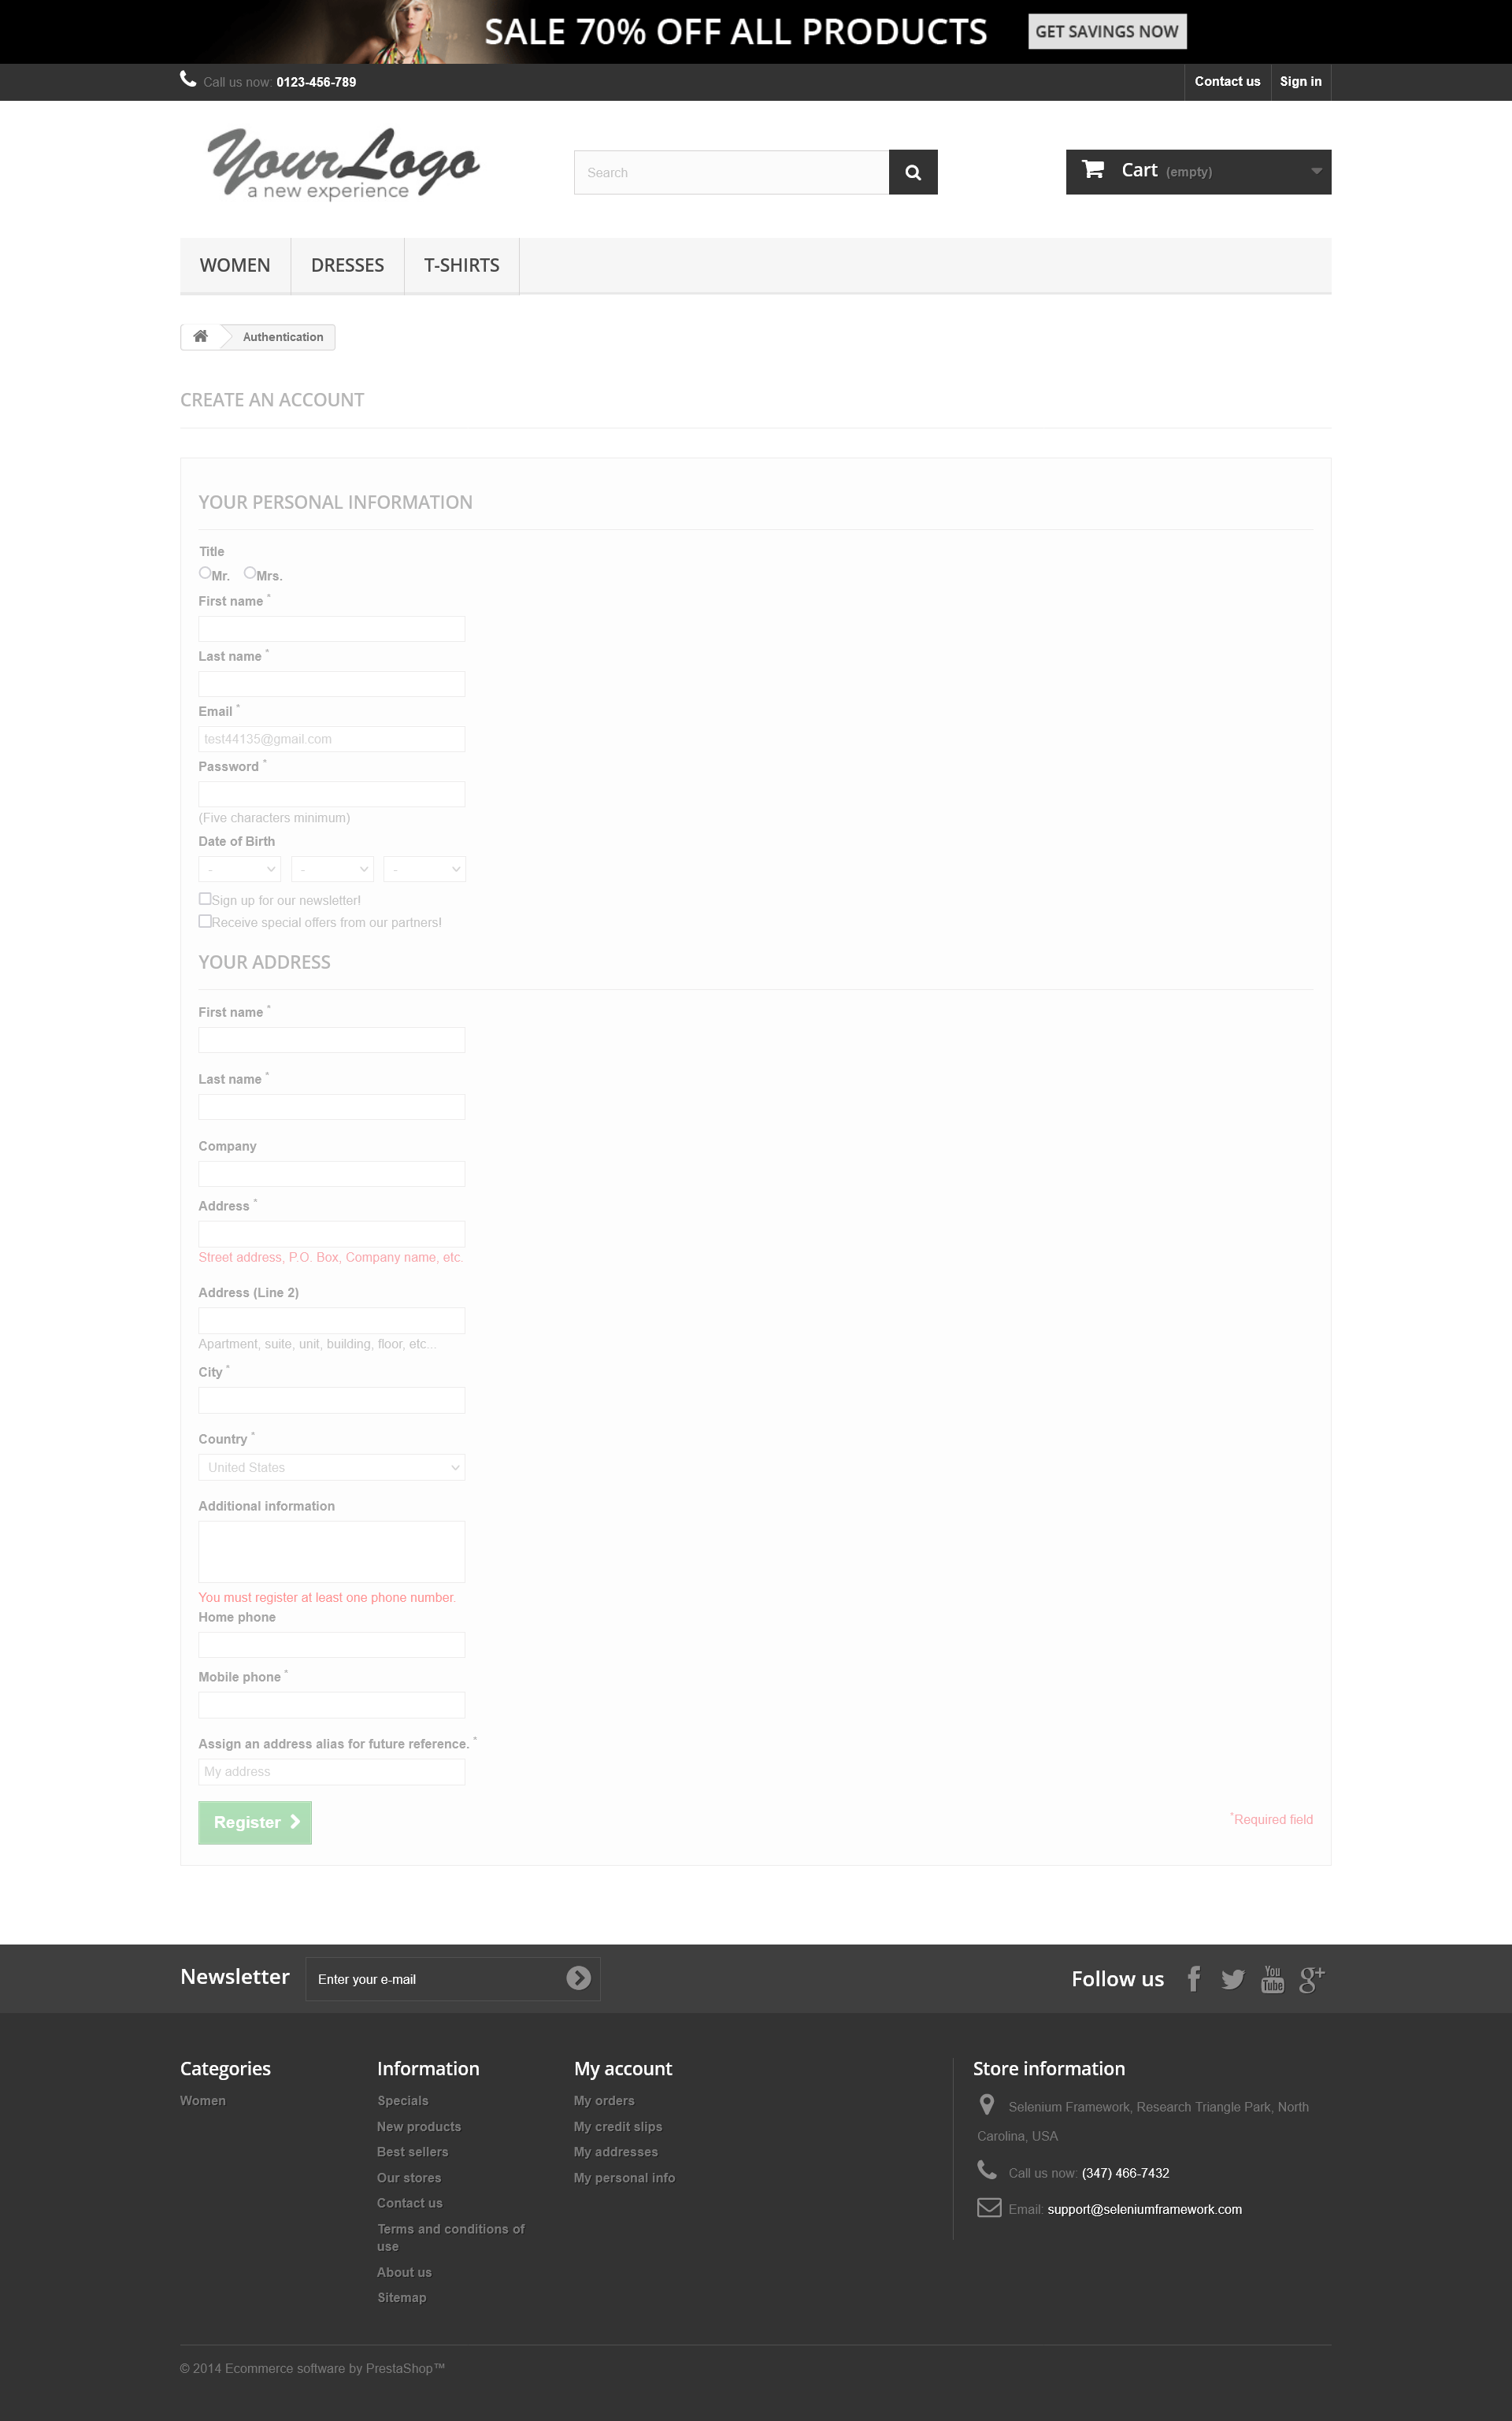 SALE 70% OFF ALL PRODUCTS
GET SAVINGS NOW
Call us now: 0123-456-789
Contact us
Sign in
Your Logo
a new experience
Search
Cart (empty)
WOMEN
DRESSES
T-SHIRTS
Authentication
CREATE AN ACCOUNT
YOUR PERSONAL INFORMATION
Title
Mr.
Mrs.
First name *
Last name *
Email *
test44135@gmail.com
Password *
(Five characters minimum)
Date of Birth
- - -
Sign up for our newsletter!
Receive special offers from our partners!
YOUR ADDRESS
First name *
Last name *
Company
Address *
Street address, P.O. Box, Company name, etc.
Address (Line 2)
Apartment, suite, unit, building, floor, etc...
City *
Country *
United States
Additional information
You must register at least one phone number.
Home phone
Mobile phone *
Assign an address alias for future reference. *
My address
Register
*Required field
Newsletter
Enter your e-mail
Follow us
You
Tube
g+
Categories
Women
Information
Specials
New products
Best sellers
Our stores
Contact us
Terms and conditions of
use
About us
Sitemap
My account
My orders
My credit slips
My addresses
My personal info
Store information
Selenium Framework, Research Triangle Park, North
Carolina, USA
Call us now: (347) 466-7432
Email: support@seleniumframework.com
© 2014 Ecommerce software by PrestaShop™